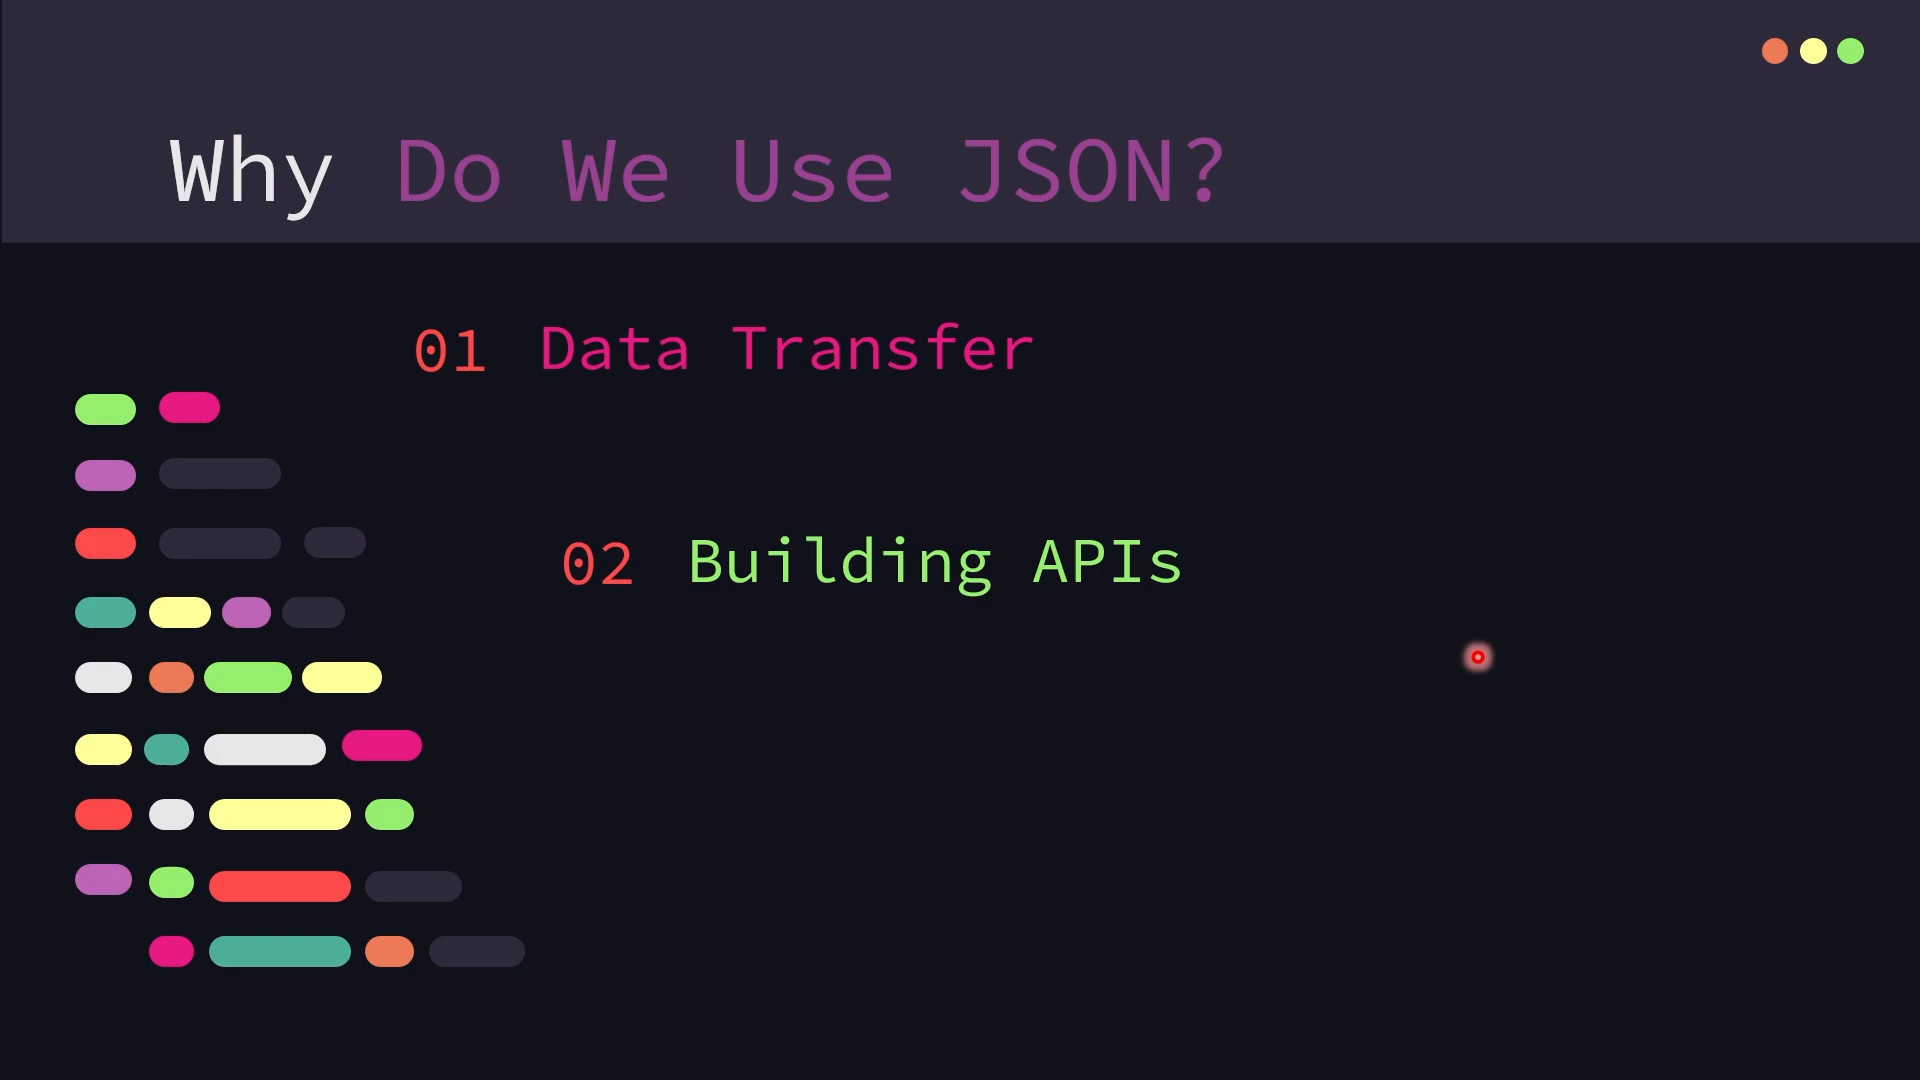 Why Do We Use JSON?
01 Data Transfer
02 Building APIs